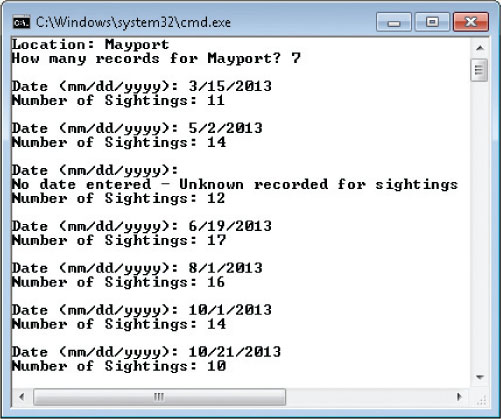 C:\Windows\system32\cmd.exe
Location: Mayport
How many records for Mayport? 7
Date (mm/dd/yyyy): 3/15/2013
Number of Sightings: 11
Date (mm/dd/yyyy): 5/2/2013
Number of Sightings: 14
Date (mm/dd/yyyy):
No date entered - Unknown recorded for sightings
Number of Sightings: 12
Date (mm/dd/yyyy): 6/19/2013
Number of Sightings: 17
Date (mm/dd/yyyy): 8/1/2013
Number of Sightings: 16
Date (mm/dd/yyyy): 10/1/2013
Number of Sightings: 14
Date (mm/dd/yyyy): 10/21/2013
Number of Sightings: 10